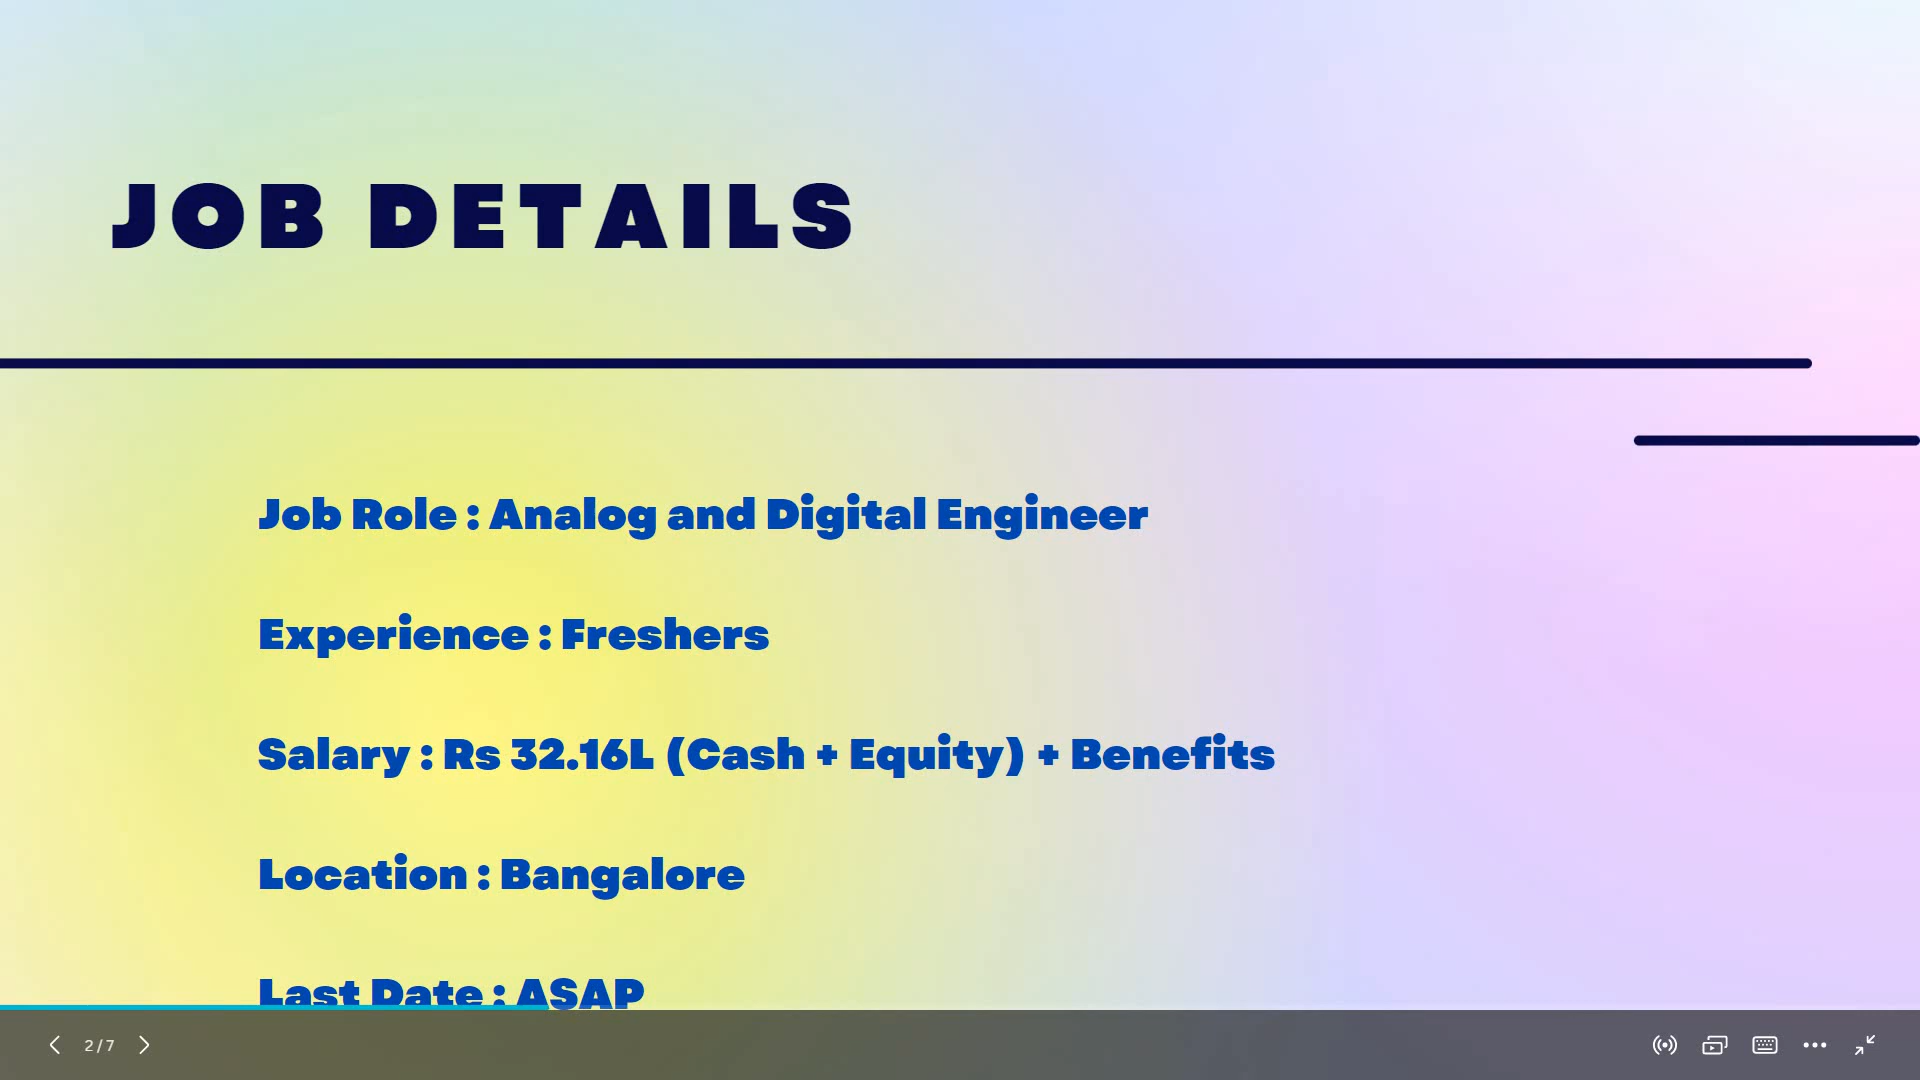 JOB DETAILS
Job Role : Analog and Digital Engineer
Experience : Freshers
Salary : Rs 32.16L (Cash + Equity) + Benefits
Location : Bangalore
Last Date : ASAP
2 / 7